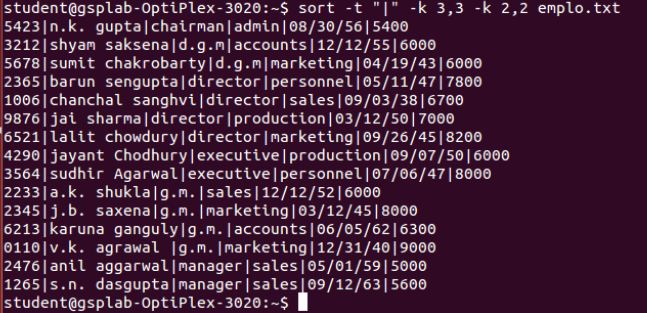 student@gsplab-OptiPlex-3020:~$ sort -t "|" -k 3,3 -k 2,2 emplo.txt
5423|n.k. gupta|chairman|admin|08/30/56|5400
3212|shyam saksena|d.g.m|accounts|12/12/55|6000
5678|sumit chakrobarty|d.g.m|marketing|04/19/43|6000
2365|barun sengupta|director|personnel|05/11/47|7800
1006|chanchal sanghvi|director|sales|09/03/38|6700
9876|jai sharma|director|production|03/12/50|7000
6521|lalit chowdury|director|marketing|09/26/45|8200
4290|jayant Chodhury|executive|production|09/07/50|6000
3564|sudhir Agarwal|executive|personnel|07/06/47|8000
2233|a.k. shukla|g.m.|sales|12/12/52|6000
2345|j.b. saxena|g.m.|marketing|03/12/45|8000
6213|karuna ganguly|g.m.|accounts|06/05/62|6300
0110|v.k. agrawal |g.m.|marketing|12/31/40|9000
2476|anil aggarwal|manager|sales|05/01/59|5000
1265|s.n. dasgupta|manager|sales|09/12/63|5600
student@gsplab-OptiPlex-3020:~$